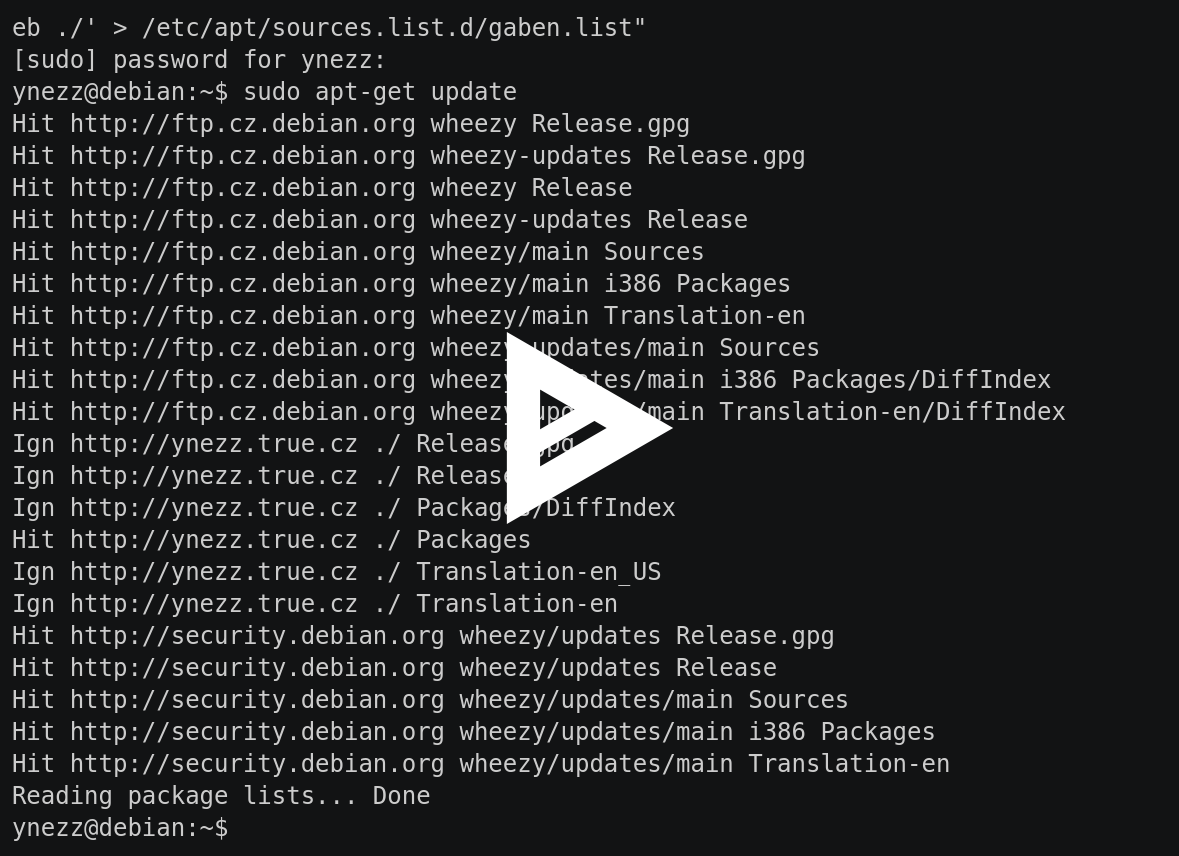 eb ./' > /etc/apt/sources.list.d/gaben.list"
[sudo] password for ynezz:
ynezz@debian:~$ sudo apt-get update
Hit http://ftp.cz.debian.org wheezy Release.gpg
Hit http://ftp.cz.debian.org wheezy-updates Release.gpg
Hit http://ftp.cz.debian.org wheezy Release
Hit http://ftp.cz.debian.org wheezy-updates Release
Hit http://ftp.cz.debian.org wheezy/main Sources
Hit http://ftp.cz.debian.org wheezy/main i386 Packages
Hit http://ftp.cz.debian.org wheezy/main Translation-en
Hit http://ftp.cz.debian.org wheezy-updates/main Sources
Hit http://ftp.cz.debian.org wheezy-updates/main i386 Packages/DiffIndex
Hit http://ftp.cz.debian.org wheezy-updates/main Translation-en/DiffIndex
Ign http://ynezz.true.cz ./ Release.gpg
Ign http://ynezz.true.cz ./ Release
Ign http://ynezz.true.cz ./ Packages/DiffIndex
Hit http://ynezz.true.cz ./ Packages
Ign http://ynezz.true.cz ./ Translation-en_US
Ign http://ynezz.true.cz ./ Translation-en
Hit http://security.debian.org wheezy/updates Release.gpg
Hit http://security.debian.org wheezy/updates Release
Hit http://security.debian.org wheezy/updates/main Sources
Hit http://security.debian.org wheezy/updates/main i386 Packages
Hit http://security.debian.org wheezy/updates/main Translation-en
Reading package lists... Done
ynezz@debian:~$